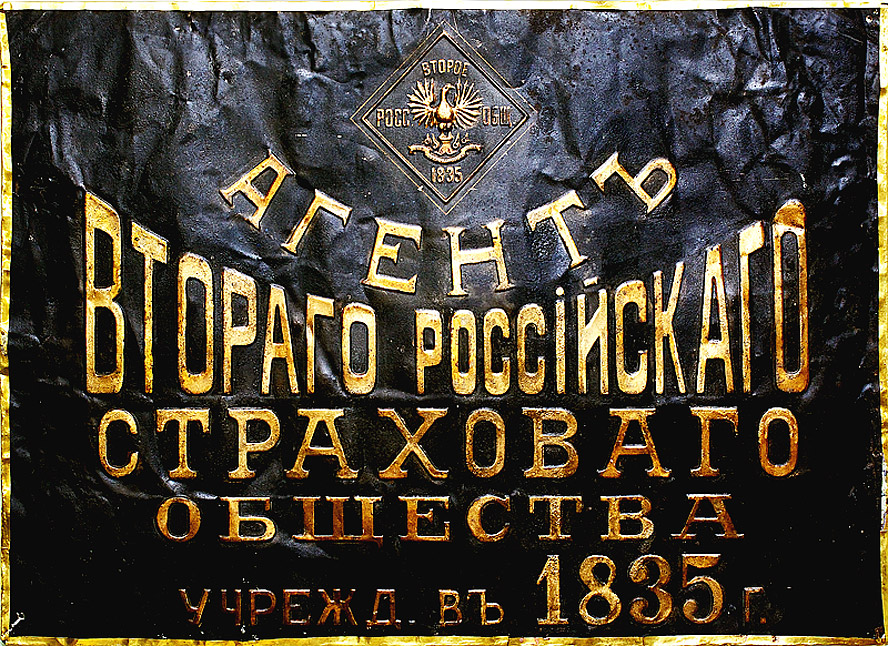 ВТОРОЕ
РОСС. ОБЩ.
1835
АГЕНТЪ
ВТОРАГО РОССІЙСКАГО
СТРАХОВАГО
ОБЩЕСТВА
УЧРЕЖД. ВЪ 1835 Г.